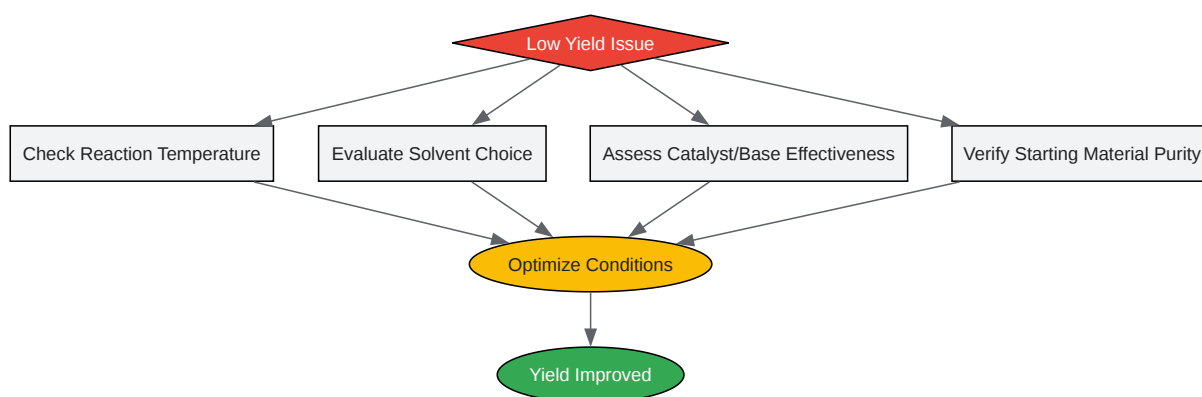 Low Yield Issue
Check Reaction Temperature
Evaluate Solvent Choice
Assess Catalyst/Base Effectiveness
Verify Starting Material Purity
Optimize Conditions
Yield Improved